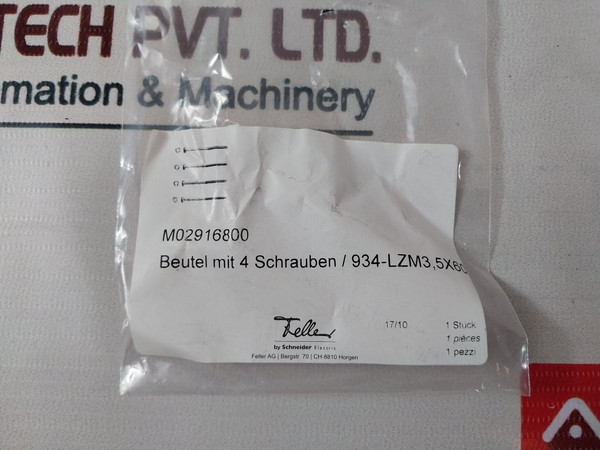 TECH PVT. LTD.
mation & Machinery
M02916800
Beutel mit 4 Schrauben / 934-LZM3,5X60
Feller
by Schneider Electric
Feller AG | Bergstr. 70 | CH-8810 Horgen
17/10
1 Stück
1 pièces
1 pezzi